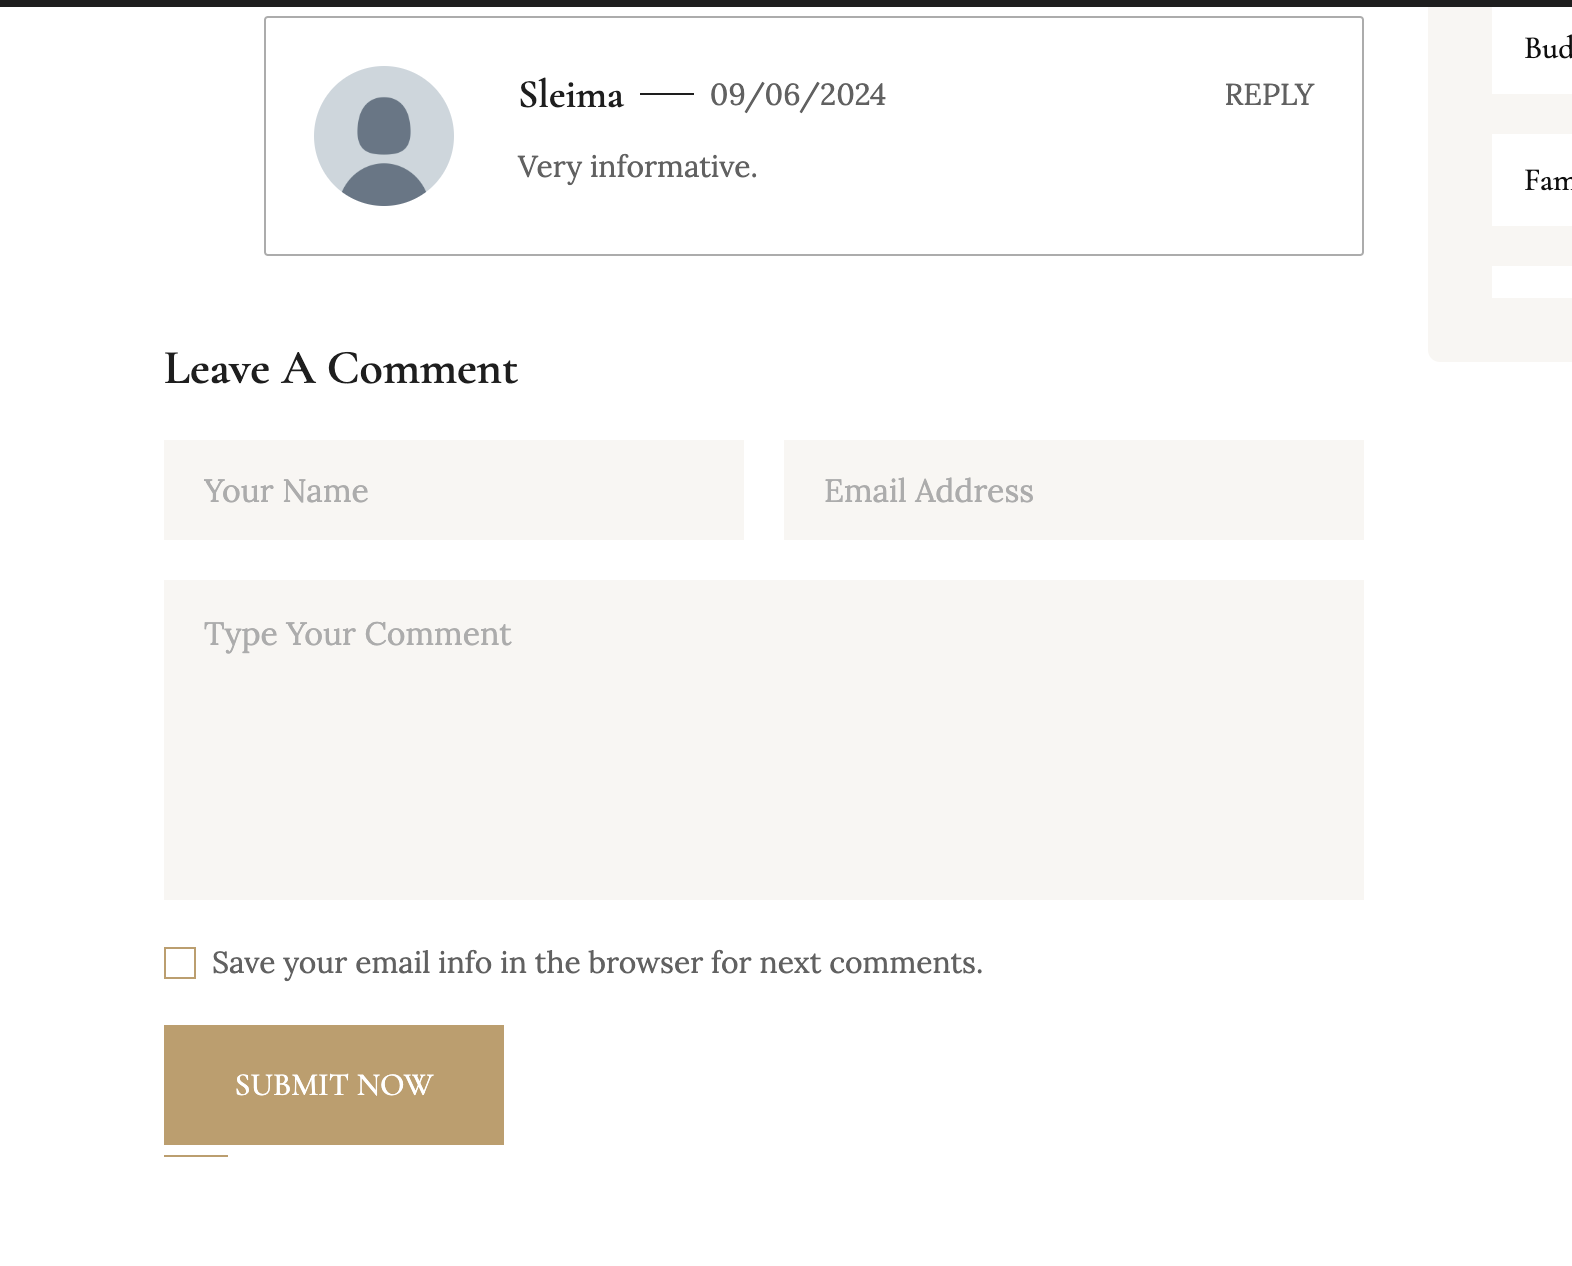 Sleima — 09/06/2024 REPLY
Very informative.
Leave A Comment
Your Name
Email Address
Type Your Comment
Save your email info in the browser for next comments.
SUBMIT NOW
Bud
Fam